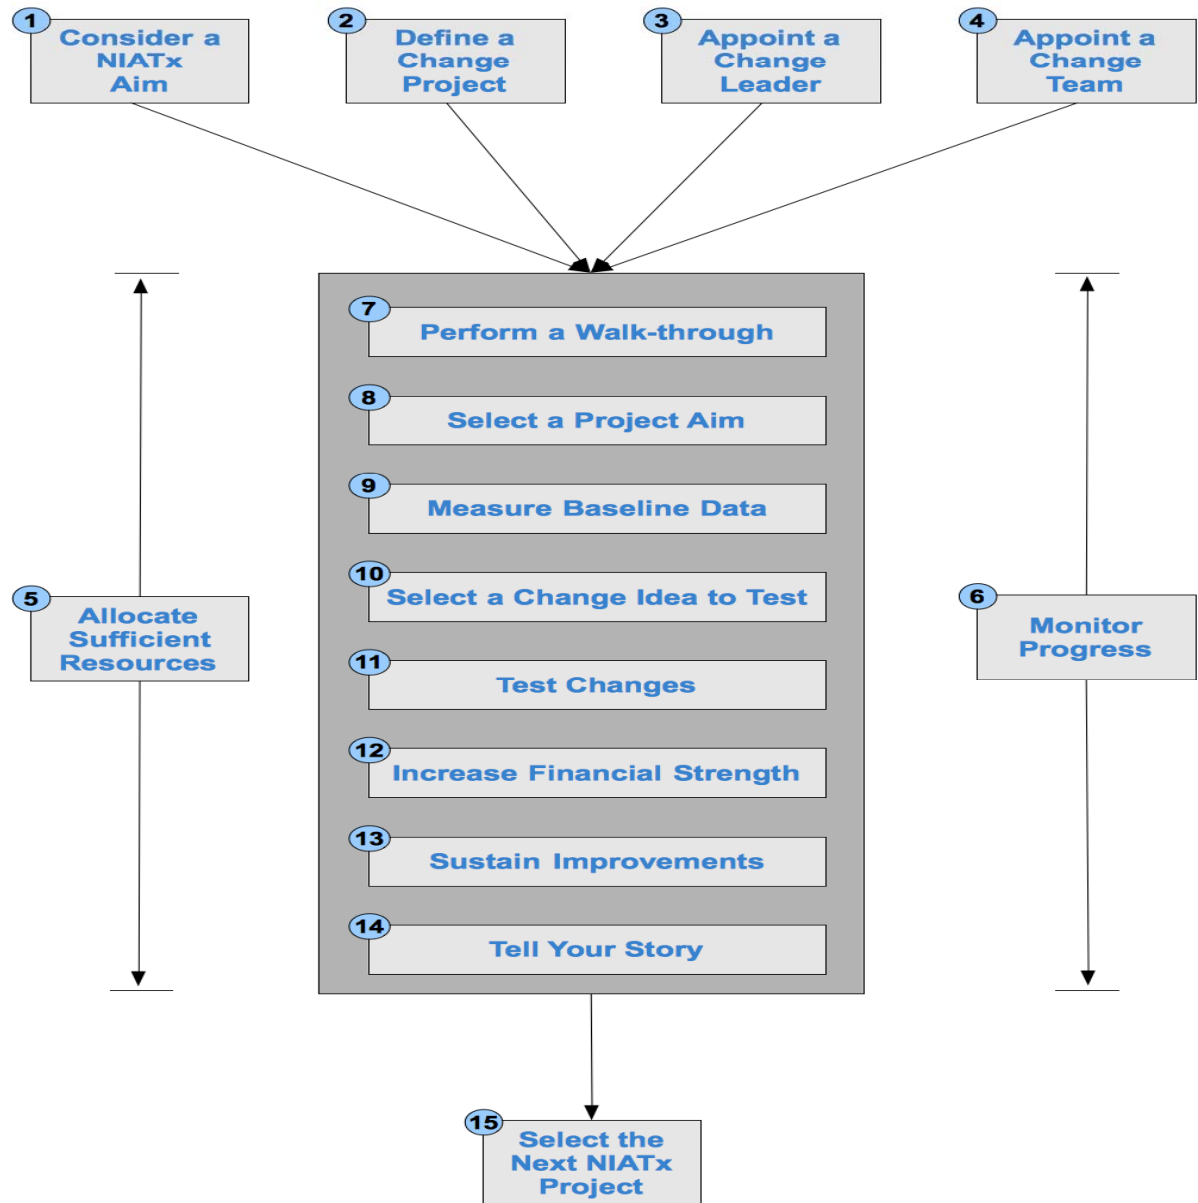 1
Consider a
NIATx
Aim
2
Define a
Change
Project
3
Appoint a
Change
Leader
4
Appoint a
Change
Team
5
Allocate
Sufficient
Resources
6
Monitor
Progress
7
Perform a Walk-through
8
Select a Project Aim
9
Measure Baseline Data
10
Select a Change Idea to Test
11
Test Changes
12
Increase Financial Strength
13
Sustain Improvements
14
Tell Your Story
15
Select the
Next NIATx
Project